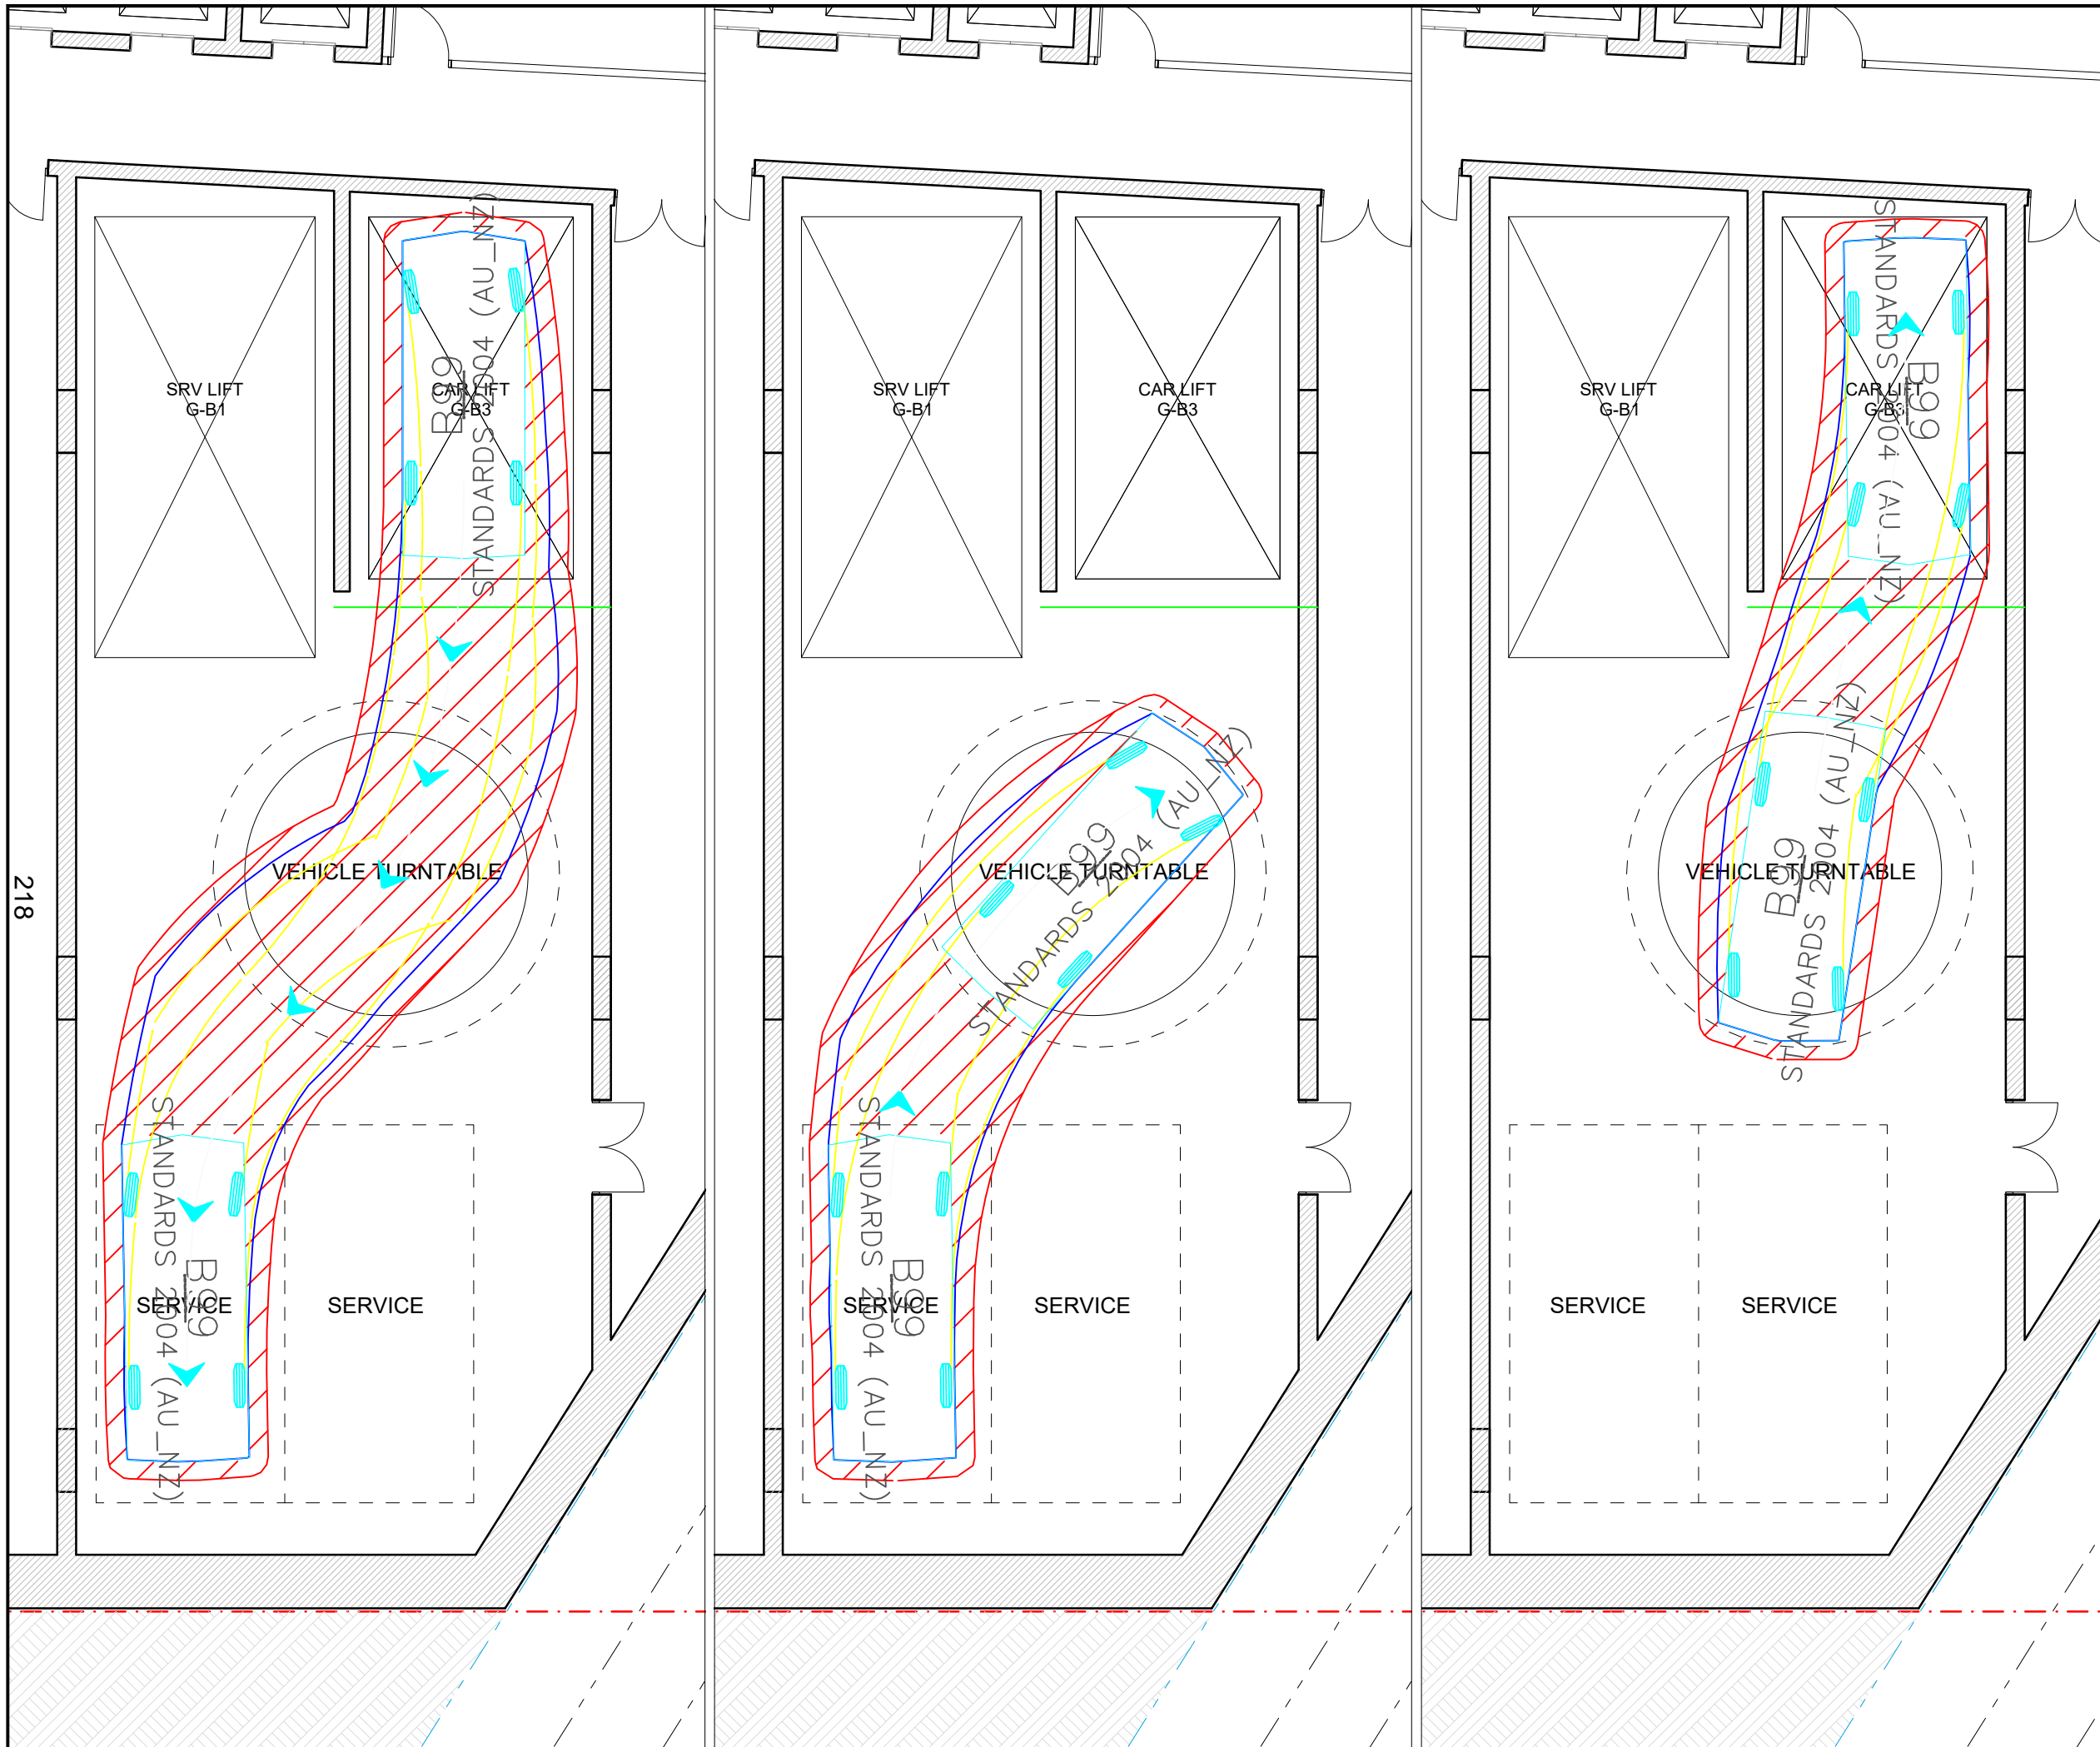 SRV LIFT
G-B1
CAR LIFT
G-B3
B99
STANDARDS 2004 (AU_NZ)
VEHICLE TURNTABLE
B99
STANDARDS 2004 (AU_NZ)
SERVICE
SERVICE
218
SRV LIFT
G-B1
CAR LIFT
G-B3
VEHICLE TURNTABLE
B99
STANDARDS 2004 (AU_NZ)
B99
STANDARDS 2004 (AU_NZ)
SERVICE
SERVICE
SRV LIFT
G-B1
CAR LIFT
G-B3
B99
STANDARDS 2004 (AU_NZ)
VEHICLE TURNTABLE
B99
STANDARDS 2004 (AU_NZ)
SERVICE
SERVICE